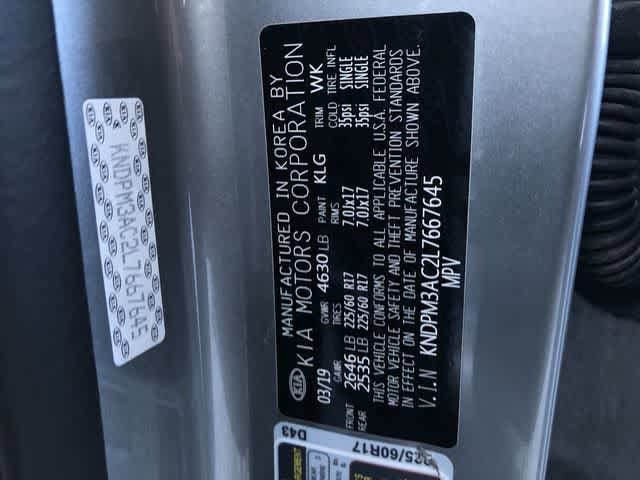 KIA KNDPM3AC2L7667645
MANUFACTURED IN KOREA BY
KIA KIA MOTORS CORPORATION
03/19 GVWR 4630 LB PAINT KLG TRIM WK
GAWR TIRES RIMS COLD TIRE INFL
FRONT 2646 LB 225/60 R17 7.0Jx17 35psi SINGLE
REAR 2535 LB 225/60 R17 7.0Jx17 35psi SINGLE
THIS VEHICLE CONFORMS TO ALL APPLICABLE U.S.A. FEDERAL
MOTOR VEHICLE SAFETY AND THEFT PREVENTION STANDARDS
IN EFFECT ON THE DATE OF MANUFACTURE SHOWN ABOVE.
V.I.N KNDPM3AC2L7667645
MPV
D43
225/60R17